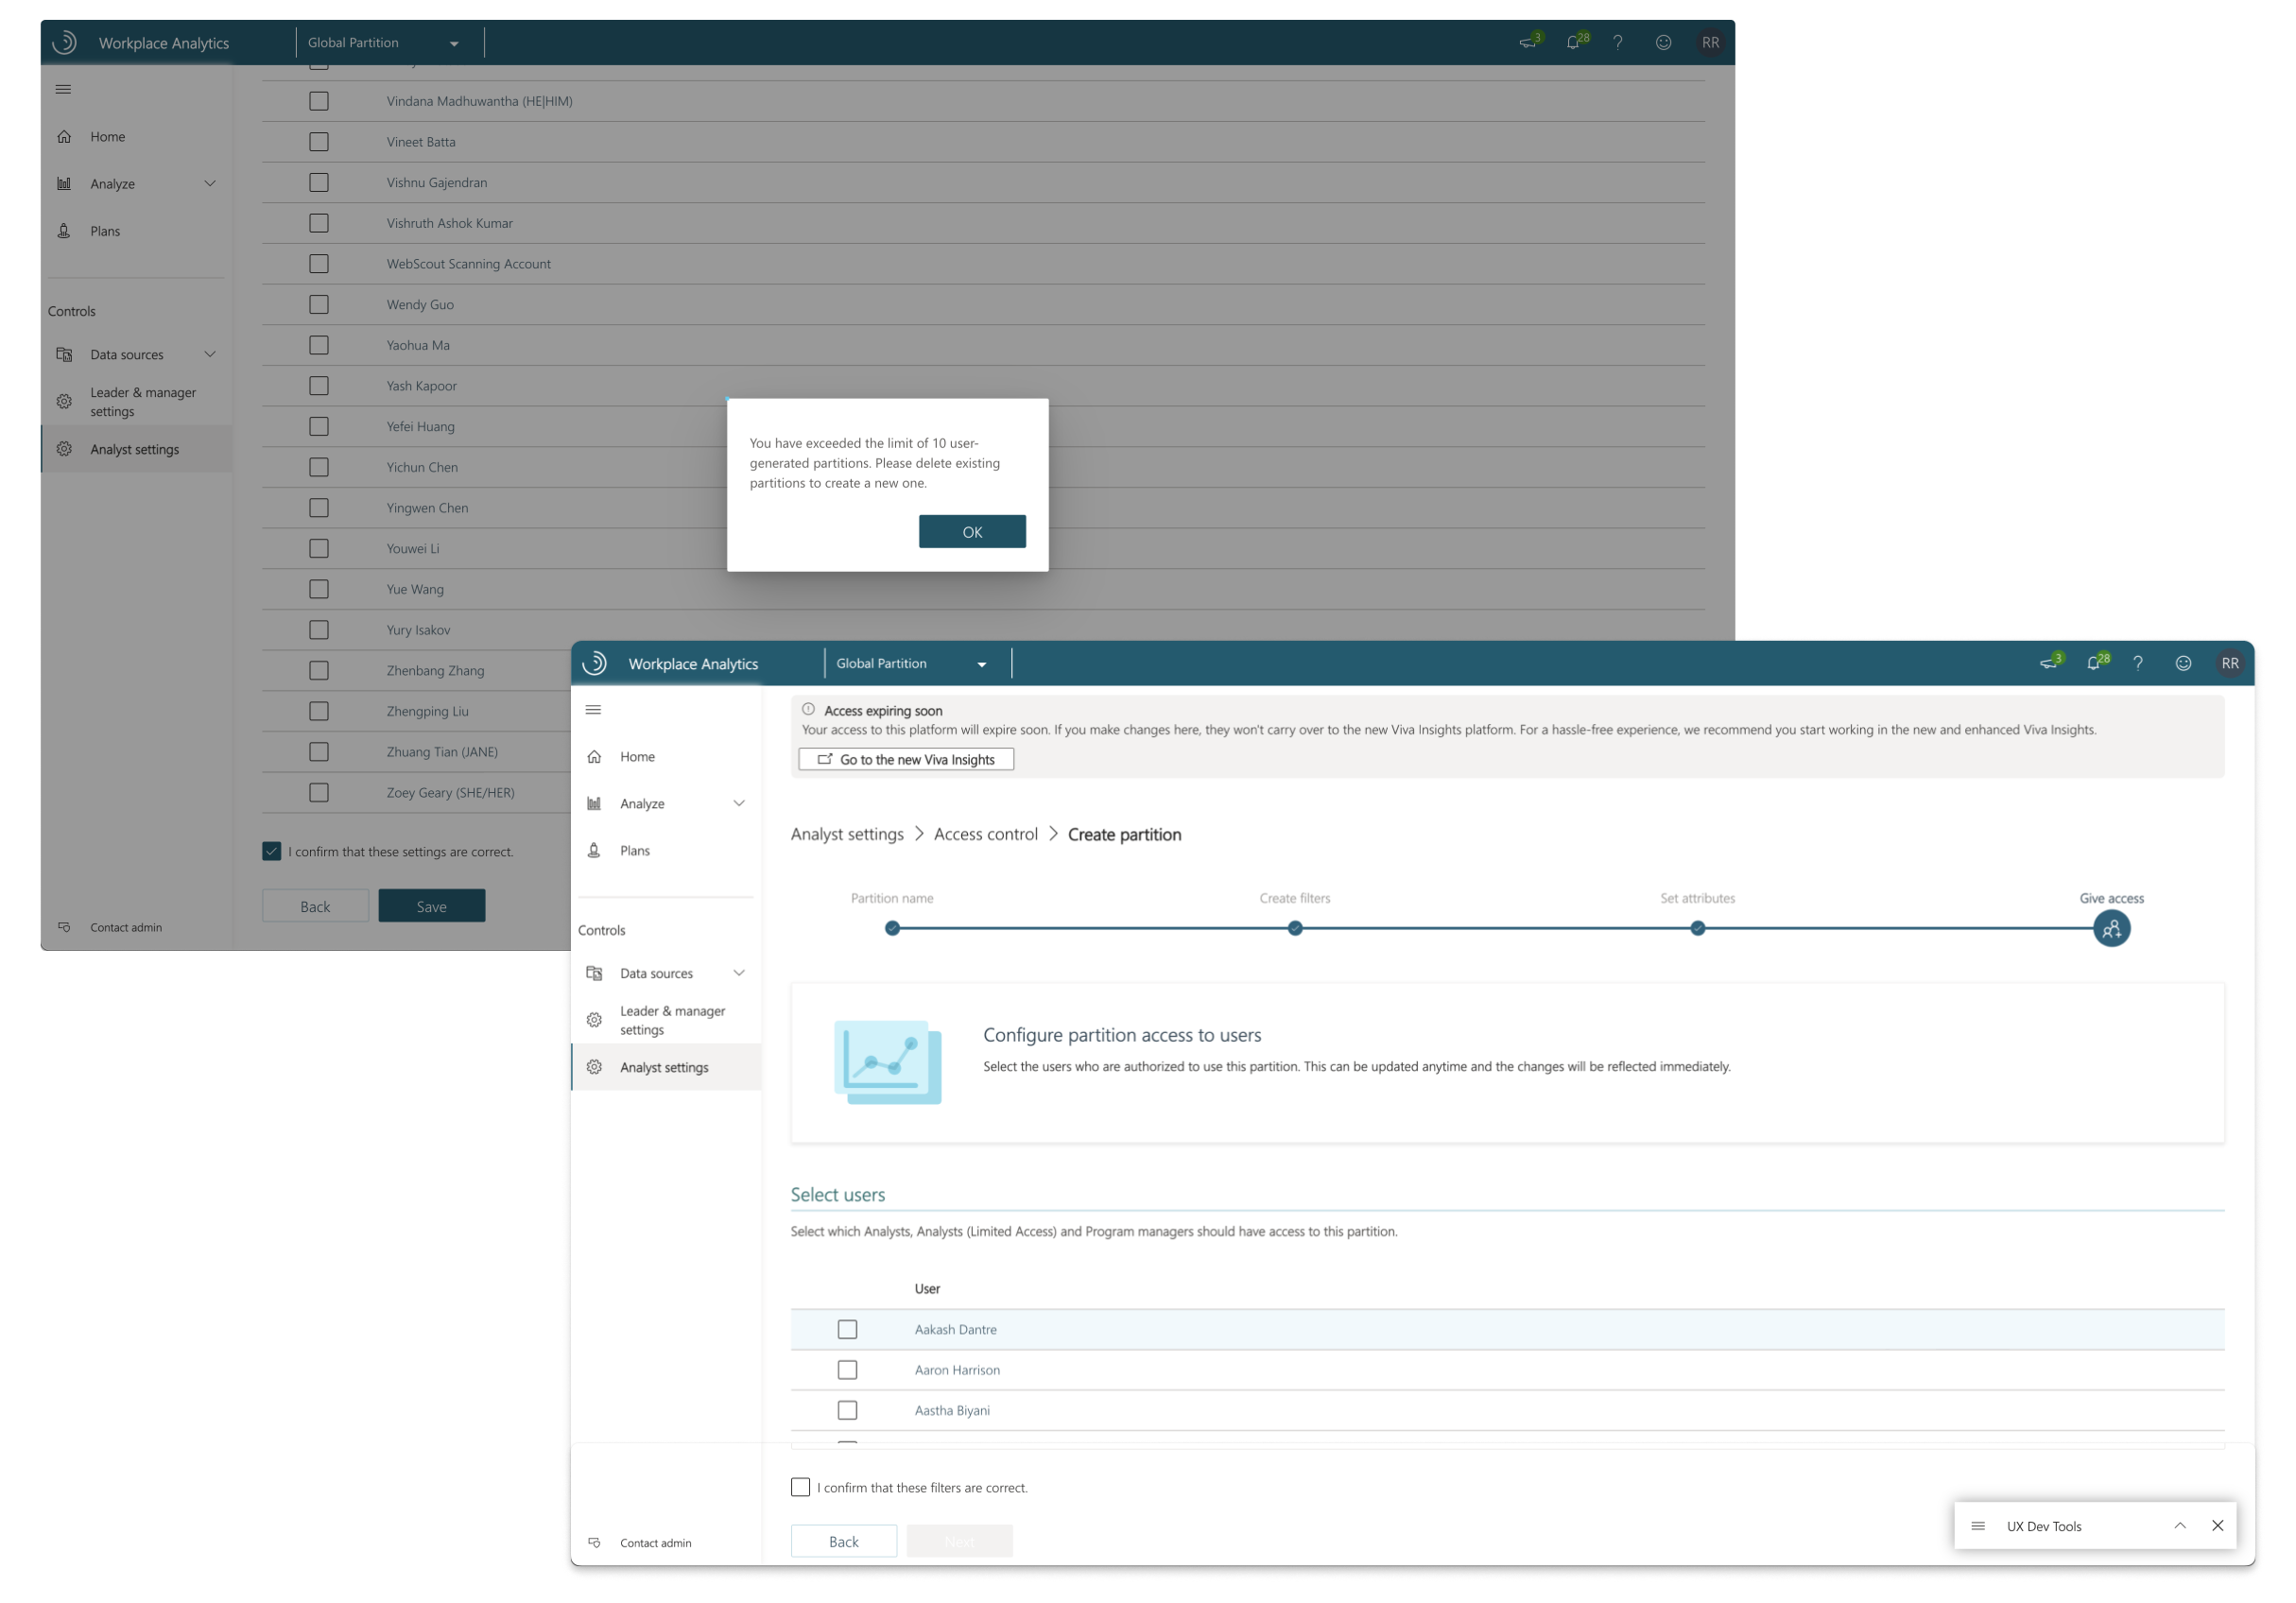 Workplace Analytics
Global Partition
3
28
?
RR
Home
Analyze
Plans
Controls
Data sources
Leader & manager
settings
Analyst settings
Contact admin
Vindana Madhuwantha (HE|HIM)
Vineet Batta
Vishnu Gajendran
Vishruth Ashok Kumar
WebScout Scanning Account
Wendy Guo
Yaohua Ma
Yash Kapoor
Yefei Huang
Yichun Chen
Yingwen Chen
Youwei Li
Yue Wang
Yury Isakov
Zhenbang Zhang
Zhengping Liu
Zhuang Tian (JANE)
Zoey Geary (SHE/HER)
I confirm that these settings are correct.
Back
Save
You have exceeded the limit of 10 user-
generated partitions. Please delete existing
partitions to create a new one.
OK
Workplace Analytics
Global Partition
3
28
?
RR
Home
Analyze
Plans
Controls
Data sources
Leader & manager
settings
Analyst settings
Contact admin
Access expiring soon
Your access to this platform will expire soon. If you make changes here, they won't carry over to the new Viva Insights platform. For a hassle-free experience, we recommend you start working in the new and enhanced Viva Insights.
Go to the new Viva Insights
Analyst settings > Access control > Create partition
Partition name
Create filters
Set attributes
Give access
Configure partition access to users
Select the users who are authorized to use this partition. This can be updated anytime and the changes will be reflected immediately.
Select users
Select which Analysts, Analysts (Limited Access) and Program managers should have access to this partition.
User
Aakash Dantre
Aaron Harrison
Aastha Biyani
I confirm that these filters are correct.
Back
Next
UX Dev Tools